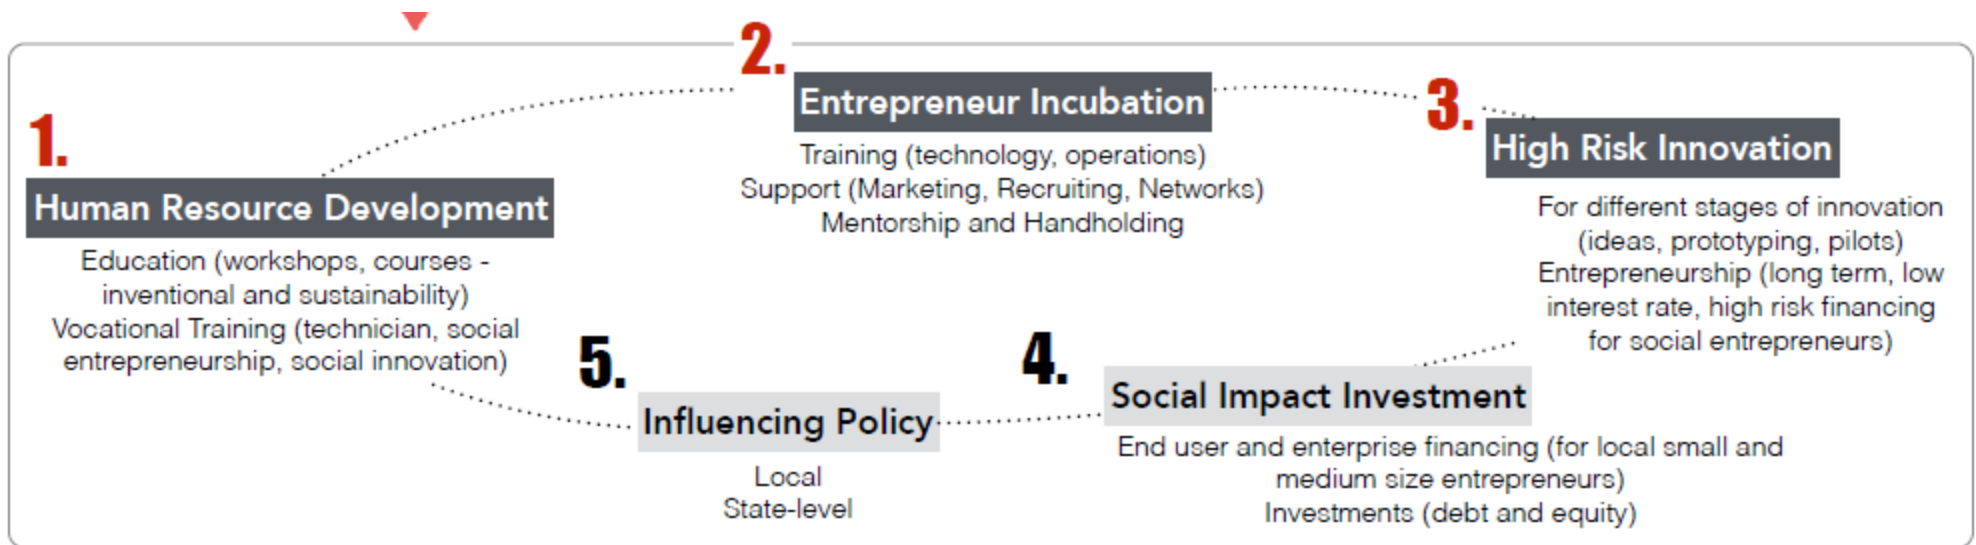 1.
Human Resource Development
Education (workshops, courses -
inventional and sustainability)
Vocational Training (technician, social
entrepreneurship, social innovation)
2.
Entrepreneur Incubation
Training (technology, operations)
Support (Marketing, Recruiting, Networks)
Mentorship and Handholding
3.
High Risk Innovation
For different stages of innovation
(ideas, prototyping, pilots)
Entrepreneurship (long term, low
interest rate, high risk financing
for social entrepreneurs)
4.
Social Impact Investment
End user and enterprise financing (for local small and
medium size entrepreneurs)
Investments (debt and equity)
5.
Influencing Policy
Local
State-level